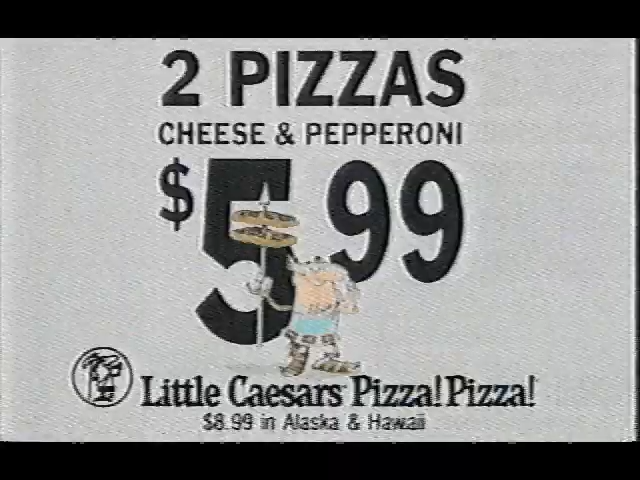 2 PIZZAS
CHEESE & PEPPERONI
$5.99
Little Caesars Pizza! Pizza!
$8.99 in Alaska & Hawaii